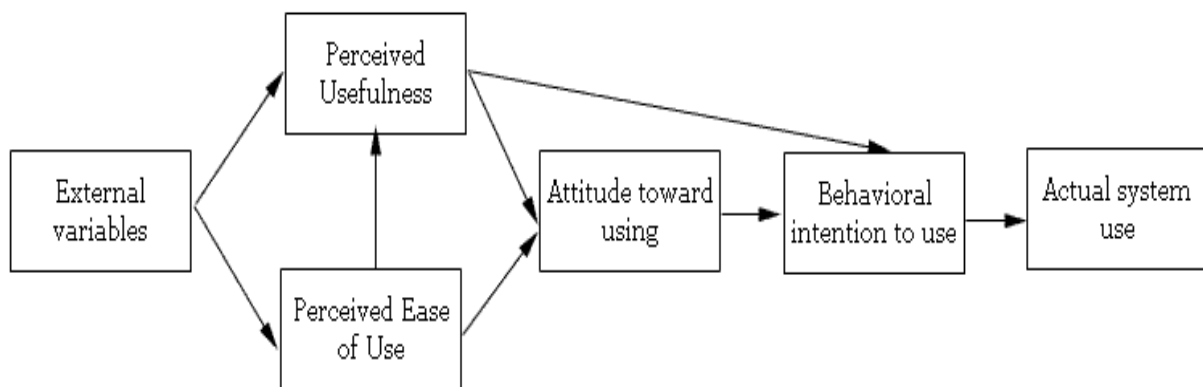 Perceived
Usefulness
External
variables
Perceived Ease
of Use
Attitude toward
using
Behavioral
intention to use
Actual system
use